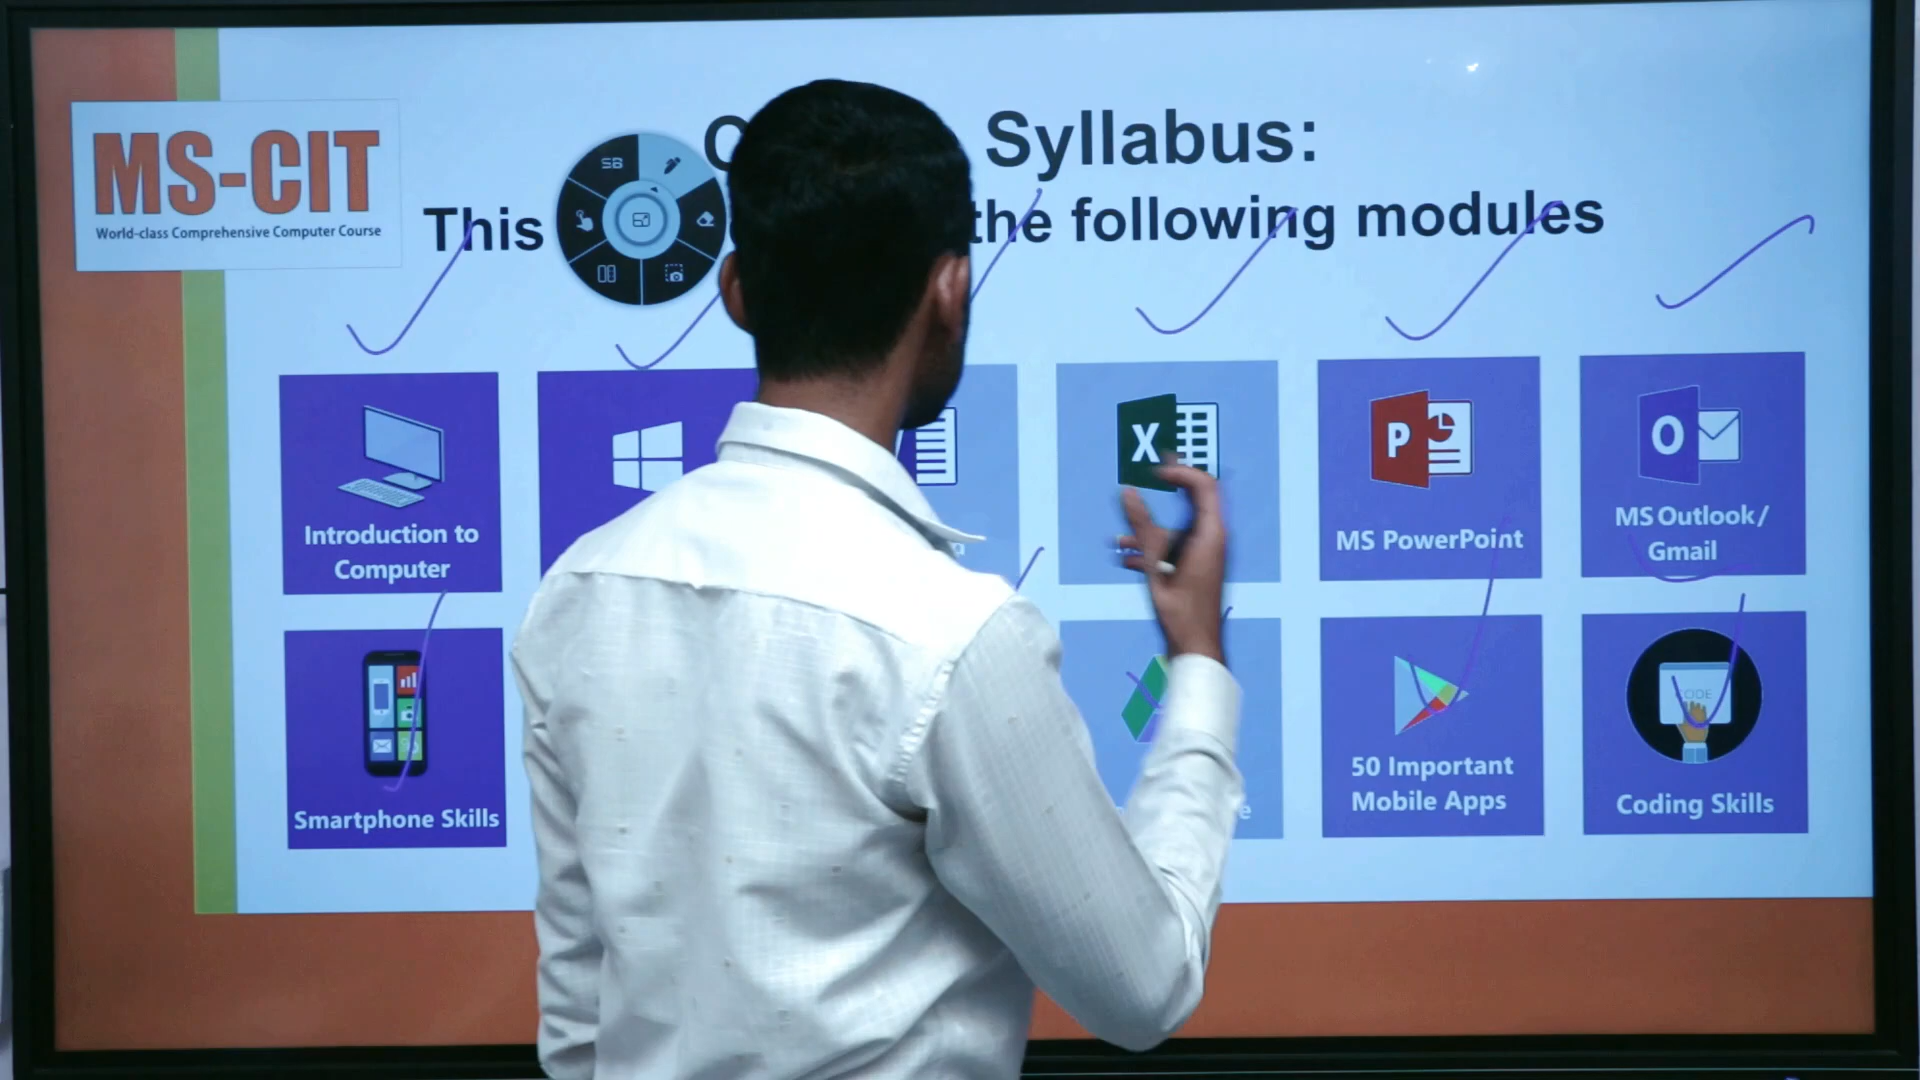 MS-CIT
World-class Comprehensive Computer Course
Syllabus:
This the following modules
Introduction to
Computer
X
P
MS PowerPoint
O
MS Outlook/
Gmail
Smartphone Skills
50 Important
Mobile Apps
CODE
Coding Skills